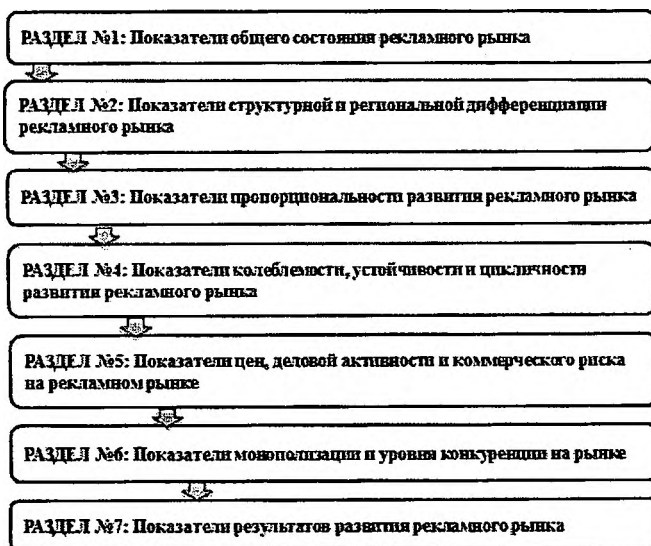 РАЗДЕЛ №1: Показатели общего состояния рекламного рынка
РАЗДЕЛ №2: Показатели структурной и региональной дифференциации
рекламного рынка
РАЗДЕЛ №3: Показатели пропорциональности развития рекламного рынка
РАЗДЕЛ №4: Показатели колеблемости, устойчивости и цикличности
развития рекламного рынка
РАЗДЕЛ №5: Показатели цен, деловой активности и коммерческого риска
на рекламном рынке
РАЗДЕЛ №6: Показатели монополизации и уровня конкуренции на рынке
РАЗДЕЛ №7: Показатели результатов развития рекламного рынка